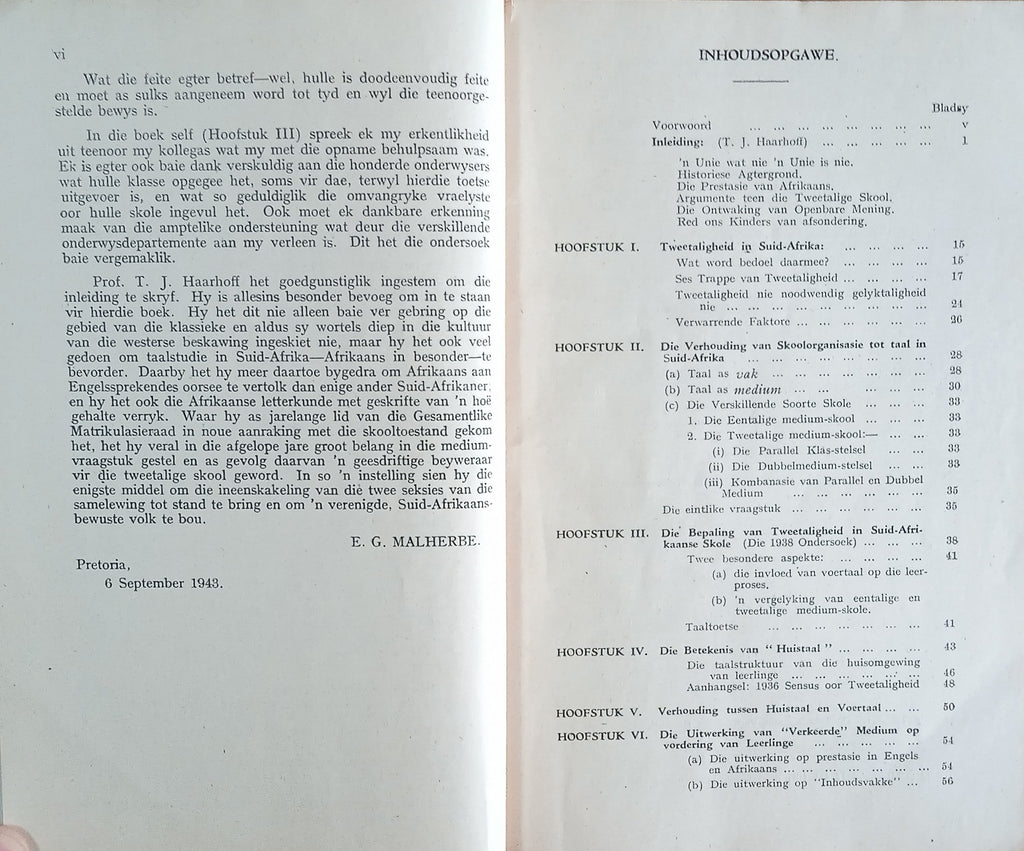 vi
Wat die feite egter betref—wel, hulle is doodeenvoudig feite
en moet as sulks aangeneem word tot tyd en wyl die teenoorge-
stelde bewys is.
In die boek self (Hoofstuk III) spreek ek my erkentlikheid
uit teenoor my kollegas wat my met die opname behulpsaam was.
Ek is egter ook baie dank verskuldig aan die honderde onderwysers
wat hulle klasse opgegee het, soms vir dae, terwyl hierdie toetse
uitgevoer is, en wat so geduldiglik die omvangryke vraelyste
oor hulle skole ingevul het. Ook moet ek dankbare erkenning
maak van die amptelike ondersteuning wat deur die verskillende
onderwysdepartemente aan my verleen is. Dit het die ondersoek
baie vergemaklik.
Prof. T. J. Haarhoff het goedgunstiglik ingestem om die
inleiding te skryf. Hy is allesins besonder bevoeg om in te staan
vir hierdie boek. Hy het dit nie alleen baie ver gebring op die
gebied van die klassieke en aldus sy wortels diep in die kultuur
van die westerse beskawing ingeskiet nie, maar hy het ook veel
gedoen om taalstudie in Suid-Afrika—Afrikaans in besonder—te
bevorder. Daarby het hy meer daartoe bygedra om Afrikaans aan
Engelssprekendes oorsee te vertolk dan enige ander Suid-Afrikaner;
en hy het ook die Afrikaanse letterkunde met geskrifte van 'n hoë
gehalte verryk. Waar hy as jarelange lid van die Gesamentlike
Matrikulasieraad in noue aanraking met die skooltoestand gekom
het, het hy veral in die afgelope jare groot belang in die medium-
vraagstuk gestel en as gevolg daarvan 'n geesdriftige beyweraar
vir die tweetalige skool geword. In so 'n instelling sien hy die
enigste middel om die ineenskakeling van die twee seksies van die
samelewing tot stand te bring en om 'n verenigde, Suid-Afrikaans-
bewuste volk te bou.
E. G. MALHERBE.
Pretoria,
6 September 1943.
INHOUDSOPGAWE.
Bladsy
Voorwoord ... ... ... ... ... ... ... ... v
Inleiding: (T. J. Haarhoff) ... ... ... ... ... 1
'n Unie wat nie 'n Unie is nie.
Historiese Agtergrond.
Die Prestasie van Afrikaans.
Argumente teen die Tweetalige Skool.
Die Ontwaking van Openbare Mening.
Red ons Kinders van afsondering.
HOOFSTUK I. Tweetaligheid in Suid-Afrika: ... ... ... ... 15
Wat word bedoel daarmee? ... ... ... ... 15
Ses Trappe van Tweetaligheid ... ... ... ... 17
Tweetaligheid nie noodwendig gelyktaligheid
nie ... ... ... ... ... ... ... ... ... 24
Verwarrende Faktore ... ... ... ... ... ... 26
HOOFSTUK II. Die Verhouding van Skoolorganisasie tot taal in
Suid-Afrika ... ... ... ... ... ... ... ... 28
(a) Taal as vak ... ... ... ... ... ... ... 28
(b) Taal as medium ... ... ... ... ... 30
(c) Die Verskillende Soorte Skole ... ... ... 33
1. Die Eentalige medium-skool ... ... ... 33
2. Die Tweetalige medium-skool:— ... ... 33
(i) Die Parallel Klas-stelsel ... ... 33
(ii) Die Dubbelmedium-stelsel ... ... 33
(iii) Kombanasie van Parallel en Dubbel
Medium ... ... ... ... ... ... 35
Die eintlike vraagstuk ... ... ... ... ... ... 35
HOOFSTUK III. Die Bepaling van Tweetaligheid in Suid-Afri-
kaanse Skole (Die 1938 Ondersoek) ... ... ... 38
Twee besondere aspekte: ... ... ... ... 41
(a) die invloed van voertaal op die leer-
proses.
(b) 'n vergelyking van eentalige en
tweetalige medium-skole.
Taaltoetse ... ... ... ... ... ... ... 41
HOOFSTUK IV. Die Betekenis van "Huistaal" ... ... ... ... 43
Die taalstruktuur van die huisomgewing
van leerlinge ... ... ... ... ... ... 46
Aanhangsel: 1936 Sensus oor Tweetaligheid 48
HOOFSTUK V. Verhouding tussen Huistaal en Voertaal ... ... 50
HOOFSTUK VI. Die Uitwerking van "Verkeerde" Medium op
vordering van Leerlinge ... ... ... ... ... 54
(a) Die uitwerking op prestasie in Engels
en Afrikaans ... ... ... ... ... ... ... 54
(b) Die uitwerking op "Inhoudsvakke" ... 56